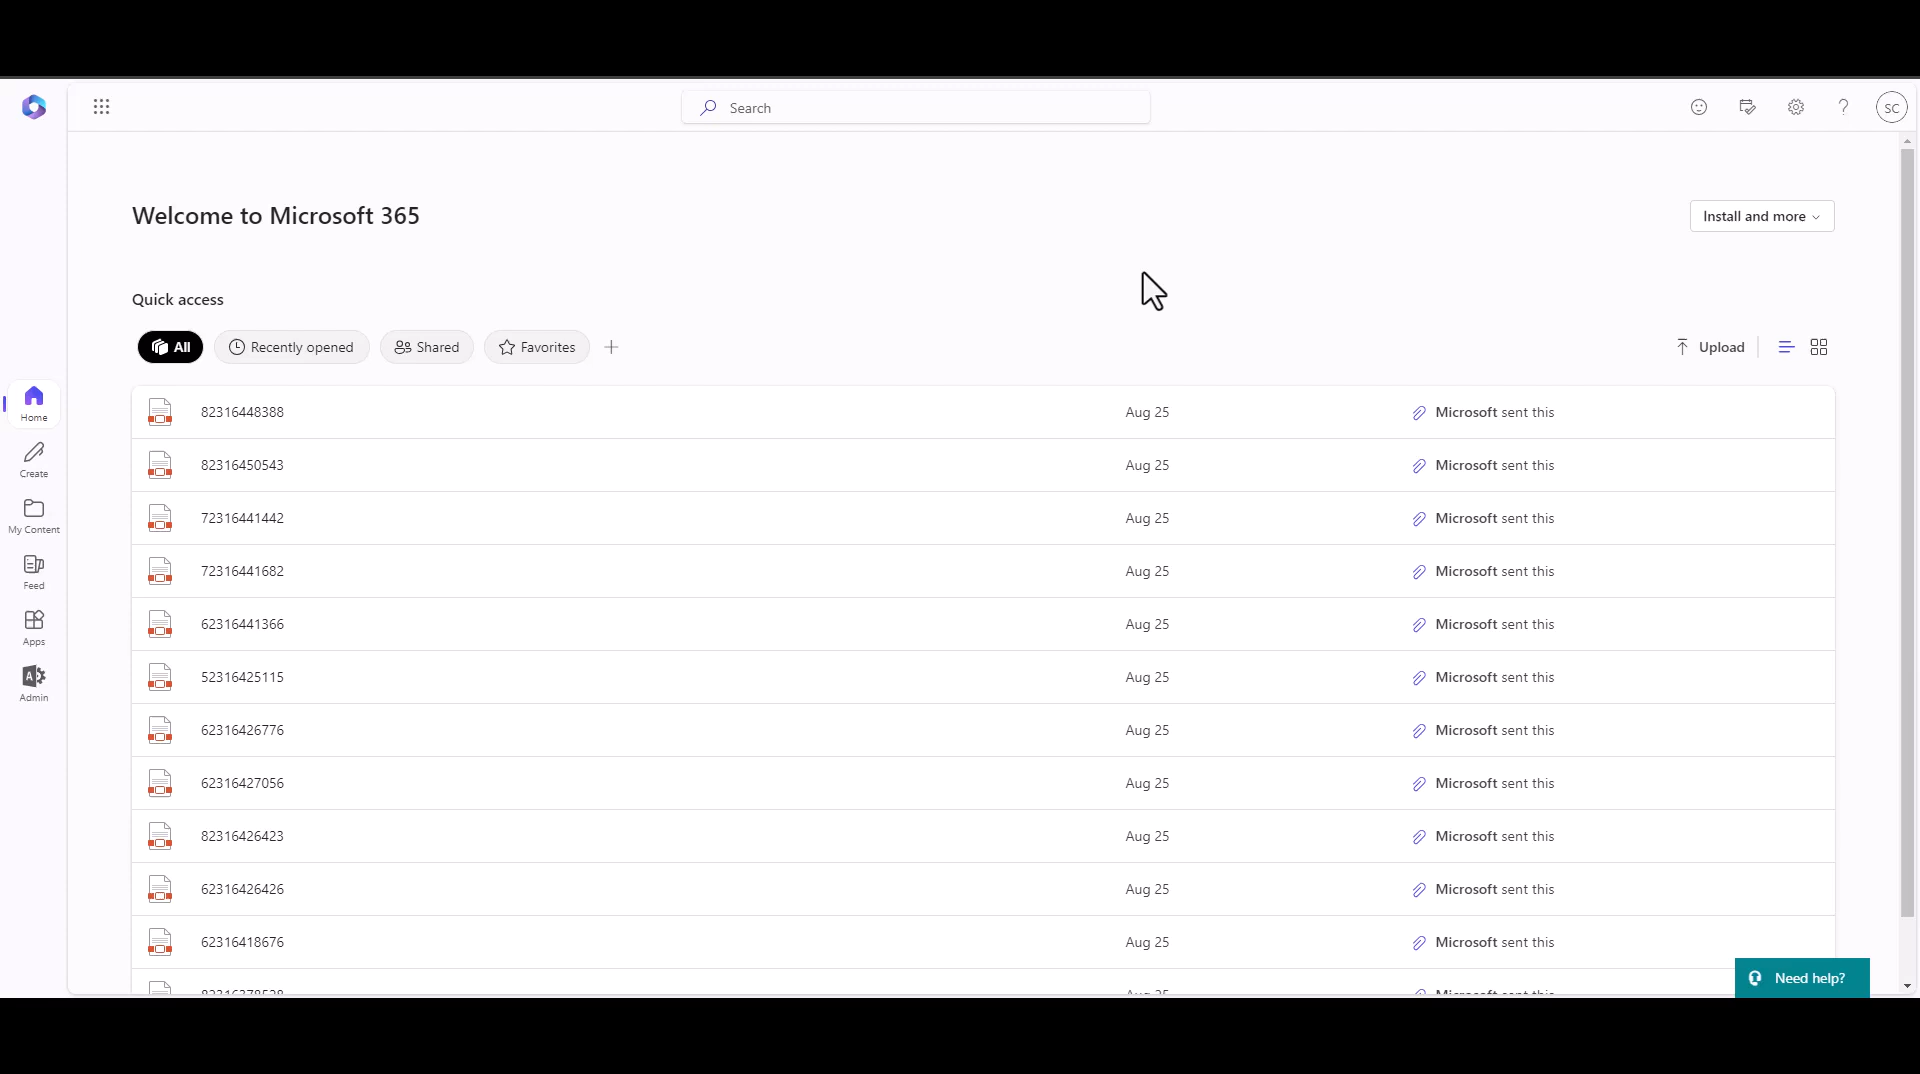 Search
SC
Welcome to Microsoft 365
Install and more
Quick access
All Recently opened Shared Favorites
Upload
82316448388 Aug 25 Microsoft sent this
82316450543 Aug 25 Microsoft sent this
72316441442 Aug 25 Microsoft sent this
72316441682 Aug 25 Microsoft sent this
62316441366 Aug 25 Microsoft sent this
52316425115 Aug 25 Microsoft sent this
62316426776 Aug 25 Microsoft sent this
62316427056 Aug 25 Microsoft sent this
82316426423 Aug 25 Microsoft sent this
62316426426 Aug 25 Microsoft sent this
62316418676 Aug 25 Microsoft sent this
Home
Create
My Content
Feed
Apps
Admin
Need help?